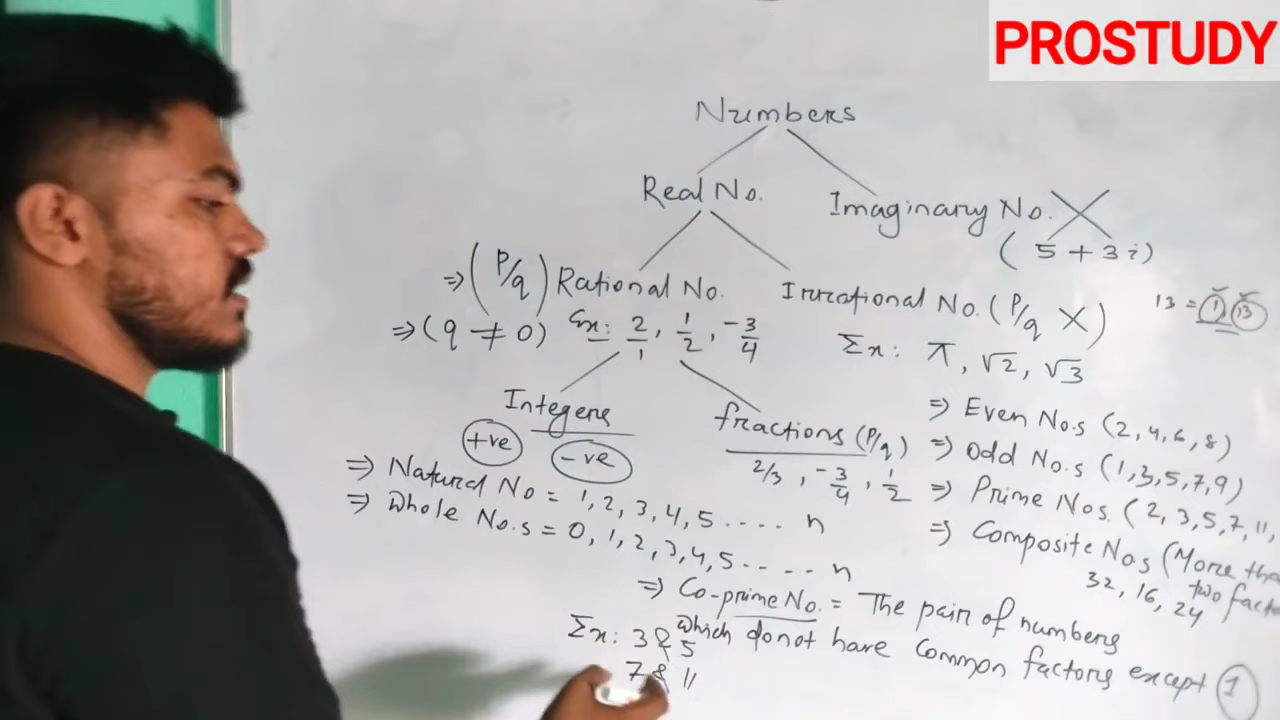 PROSTUDY
Numbers
Real No.
Imaginary No. X
( 5 + 3i)
⇒ (P/q) Rational No.
Irrational No. (P/q X)
13 = 1, 13
⇒ (q ≠ 0) Ex: 2/1, 1/2, -3/4
Ex: π, √2, √3
Integers
+ve -ve
fractions (P/q)
2/3, -3/4, 1/2
⇒ Natural No = 1, 2, 3, 4, 5 .... n
⇒ Whole No.s = 0, 1, 2, 3, 4, 5 ..... n
⇒ Even No.s (2, 4, 6, 8)
⇒ Odd No.s (1, 3, 5, 7, 9)
⇒ Prime Nos. (2, 3, 5, 7, 11,
⇒ Composite Nos (More
two
32, 16, 24
⇒ Co-prime No. = The pair of numbers
which do not have common factors except 1
Ex: 3 & 5
7 & 11